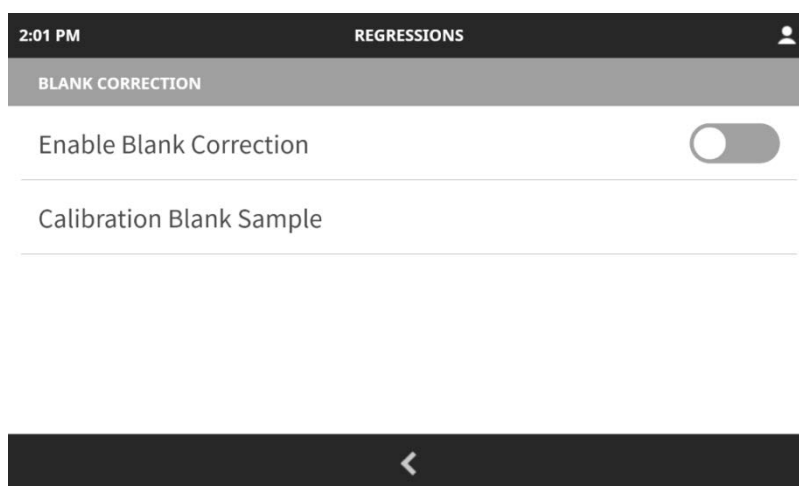 2:01 PM
REGRESSIONS
BLANK CORRECTION
Enable Blank Correction
Calibration Blank Sample